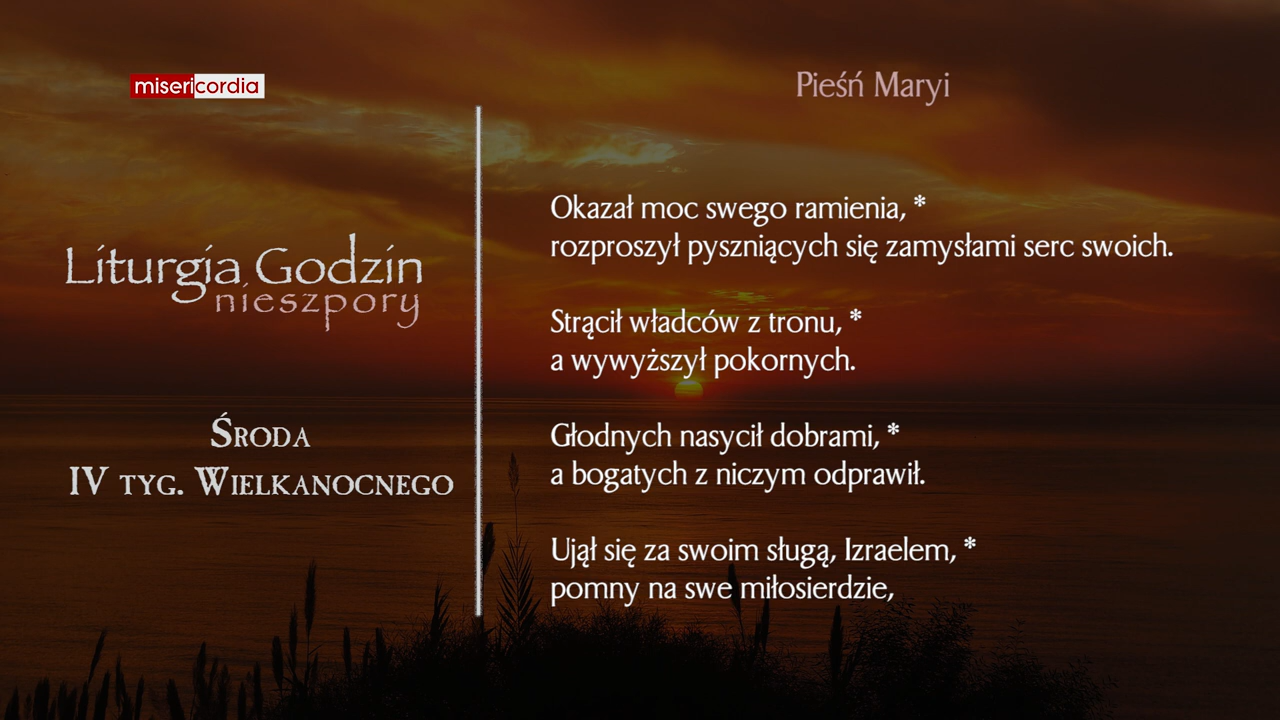 misericordia
Pieśń Maryi
Liturgia Godzin
nieszpory
Środa
IV tyg. Wielkanocnego
Okazał moc swego ramienia, *
rozproszył pyszniących się zamysłami serc swoich.
Strącił władców z tronu, *
a wywyższył pokornych.
Głodnych nasycił dobrami, *
a bogatych z niczym odprawił.
Ujął się za swoim sługą, Izraelem, *
pomny na swe miłosierdzie,